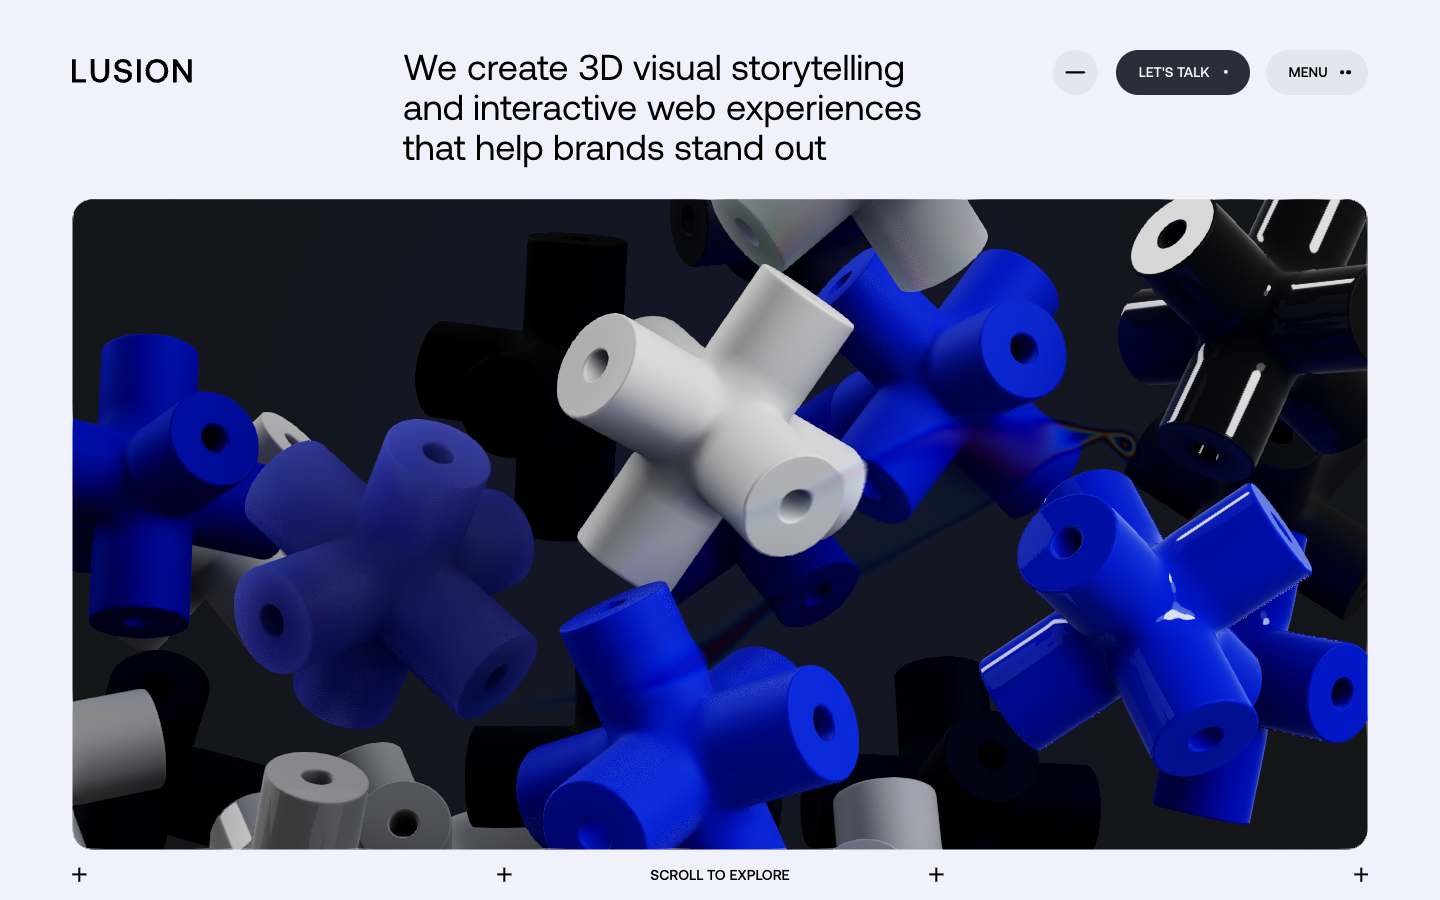 LUSION
We create 3D visual storytelling
and interactive web experiences
that help brands stand out
LET'S TALK
MENU
SCROLL TO EXPLORE